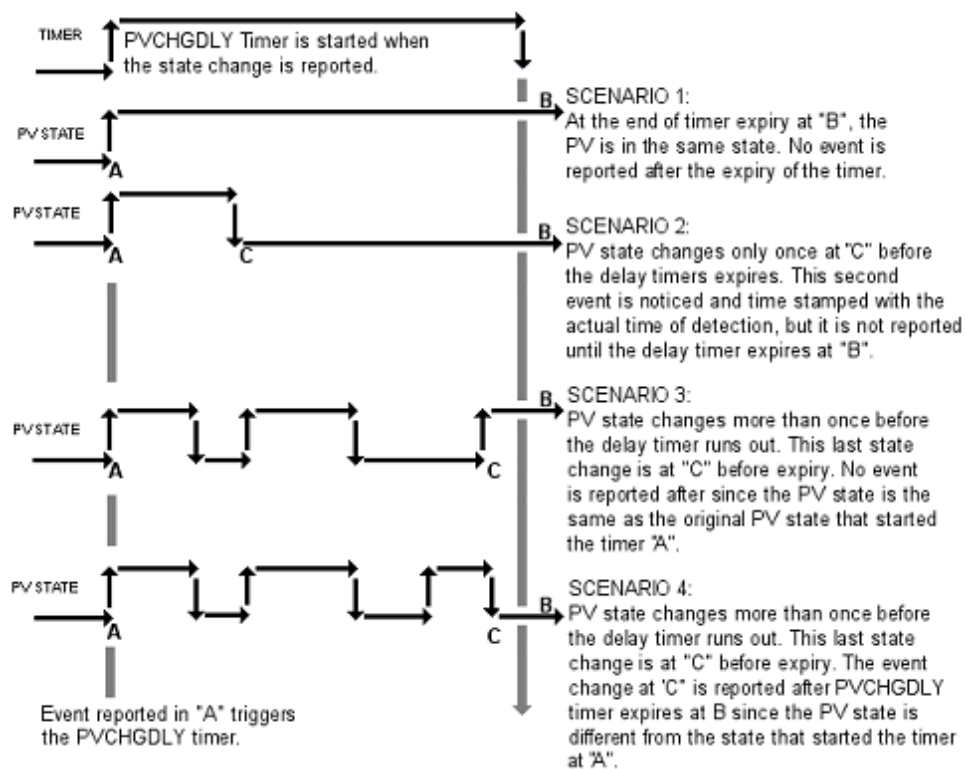 TIMER
PVCHGDLY Timer is started when
the state change is reported.
B
SCENARIO 1:
At the end of timer expiry at "B", the
PV is in the same state. No event is
reported after the expiry of the timer.
PV STATE
A
PV STATE
A
C
B
SCENARIO 2:
PV state changes only once at "C" before
the delay timers expires. This second
event is noticed and time stamped with the
actual time of detection, but it is not reported
until the delay timer expires at "B".
PV STATE
A
C
B
SCENARIO 3:
PV state changes more than once before
the delay timer runs out. This last state
change is at "C" before expiry. No event
is reported after since the PV state is the
same as the original PV state that started
the timer "A".
PV STATE
A
C
B
SCENARIO 4:
PV state changes more than once before
the delay timer runs out. This last state
change is at "C" before expiry. The event
change at 'C" is reported after PVCHGDLY
timer expires at B since the PV state is
different from the state that started the timer
at "A".
Event reported in "A" triggers
the PVCHGDLY timer.